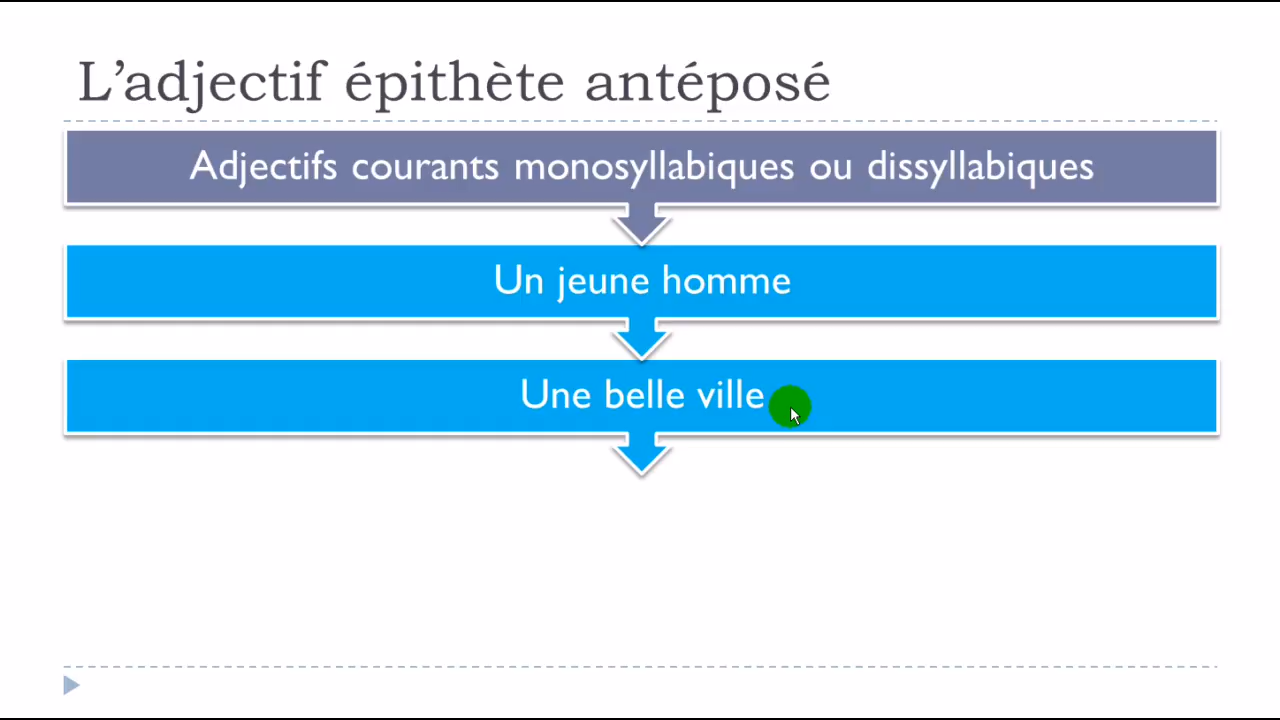 L’adjectif épithète antéposé
Adjectifs courants monosyllabiques ou dissyllabiques
Un jeune homme
Une belle ville